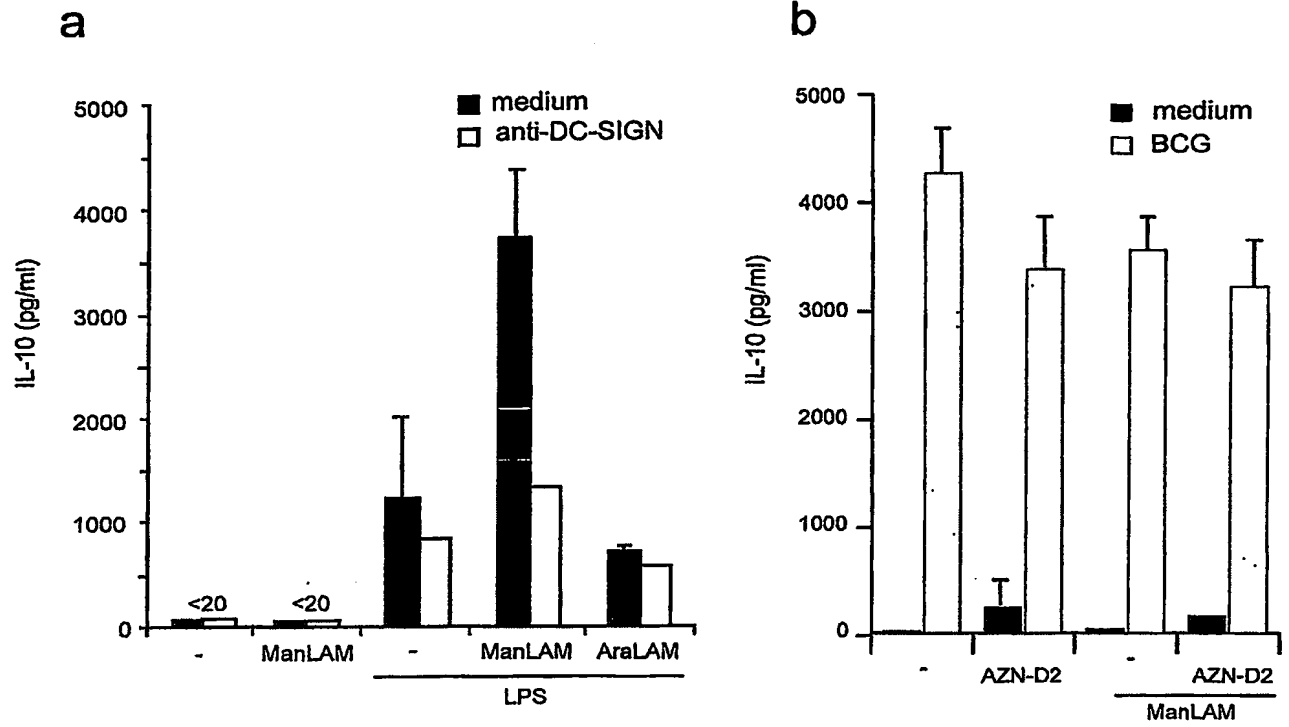 a
medium
anti-DC-SIGN
IL-10 (pg/ml)
5000
4000
3000
2000
1000
0
<20 <20
- ManLAM - ManLAM AraLAM
LPS
b
medium
BCG
IL-10 (pg/ml)
5000
4000
3000
2000
1000
0
- AZN-D2 - AZN-D2
ManLAM